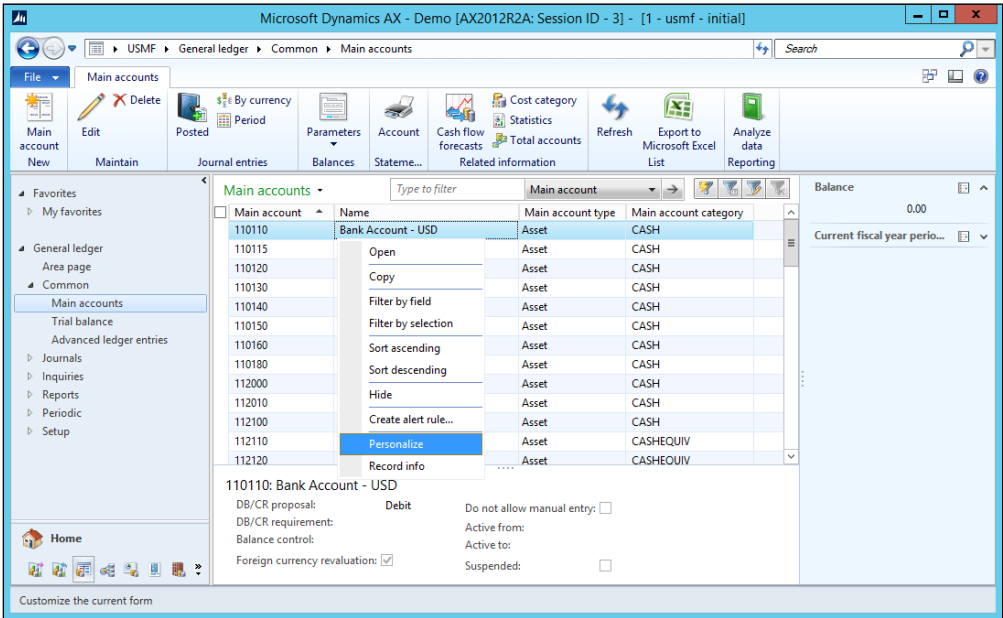 Microsoft Dynamics AX - Demo [AX2012R2A: Session ID - 3] - [1 - usmf - initial]
USMF General ledger Common Main accounts
Search
File
Main accounts
Main account
Edit
Delete
Posted
By currency
Period
Parameters
Account
Cash flow forecasts
Cost category
Statistics
Total accounts
Refresh
Export to Microsoft Excel
Analyze data
New
Maintain
Journal entries
Balances
Stateme...
Related information
List
Reporting
Favorites
My favorites
General ledger
Area page
Common
Main accounts
Trial balance
Advanced ledger entries
Journals
Inquiries
Reports
Periodic
Setup
Home
Main accounts
Type to filter
Main account
Main account Name Main account type Main account category
110110 Bank Account - USD Asset CASH
110115 Asset CASH
110120 Asset CASH
110130 Asset CASH
110140 Asset CASH
110150 Asset CASH
110160 Asset CASH
110180 Asset CASH
112000 Asset CASH
112010 Asset CASH
112100 Asset CASH
112110 Asset CASHEQUIV
112120 Asset CASHEQUIV
Open
Copy
Filter by field
Filter by selection
Sort ascending
Sort descending
Hide
Create alert rule...
Personalize
Record info
110110: Bank Account - USD
DB/CR proposal: Debit
DB/CR requirement:
Balance control:
Foreign currency revaluation:
Do not allow manual entry:
Active from:
Active to:
Suspended:
Balance
0.00
Current fiscal year perio...
Customize the current form